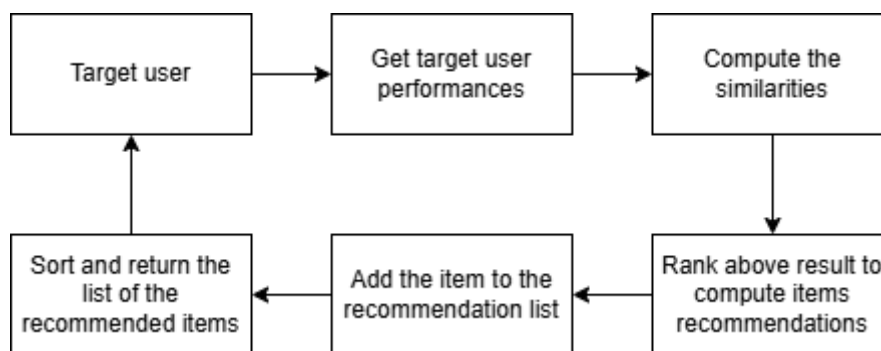 Target user
Get target user
performances
Compute the
similarities
Sort and return the
list of the
recommended items
Add the item to the
recommendation list
Rank above result to
compute items
recommendations